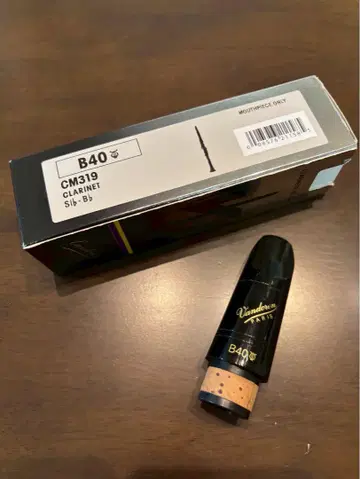 B40
CM319
CLARINET
Si♭-B♭
MOUTHPIECE ONLY
Vandoren
PARIS
B40